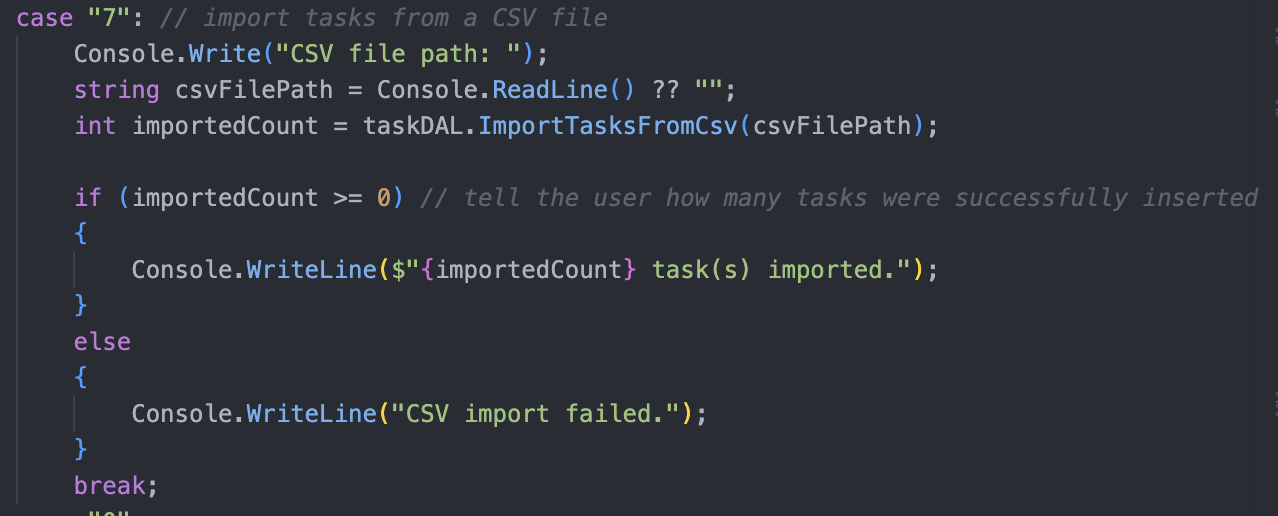 case "7": // import tasks from a CSV file
Console.Write("CSV file path: ");
string csvFilePath = Console.ReadLine() ?? "";
int importedCount = taskDAL.ImportTasksFromCsv(csvFilePath);
if (importedCount >= 0) // tell the user how many tasks were successfully inserted
{
Console.WriteLine($"{importedCount} task(s) imported.");
}
else
{
Console.WriteLine("CSV import failed.");
}
break;